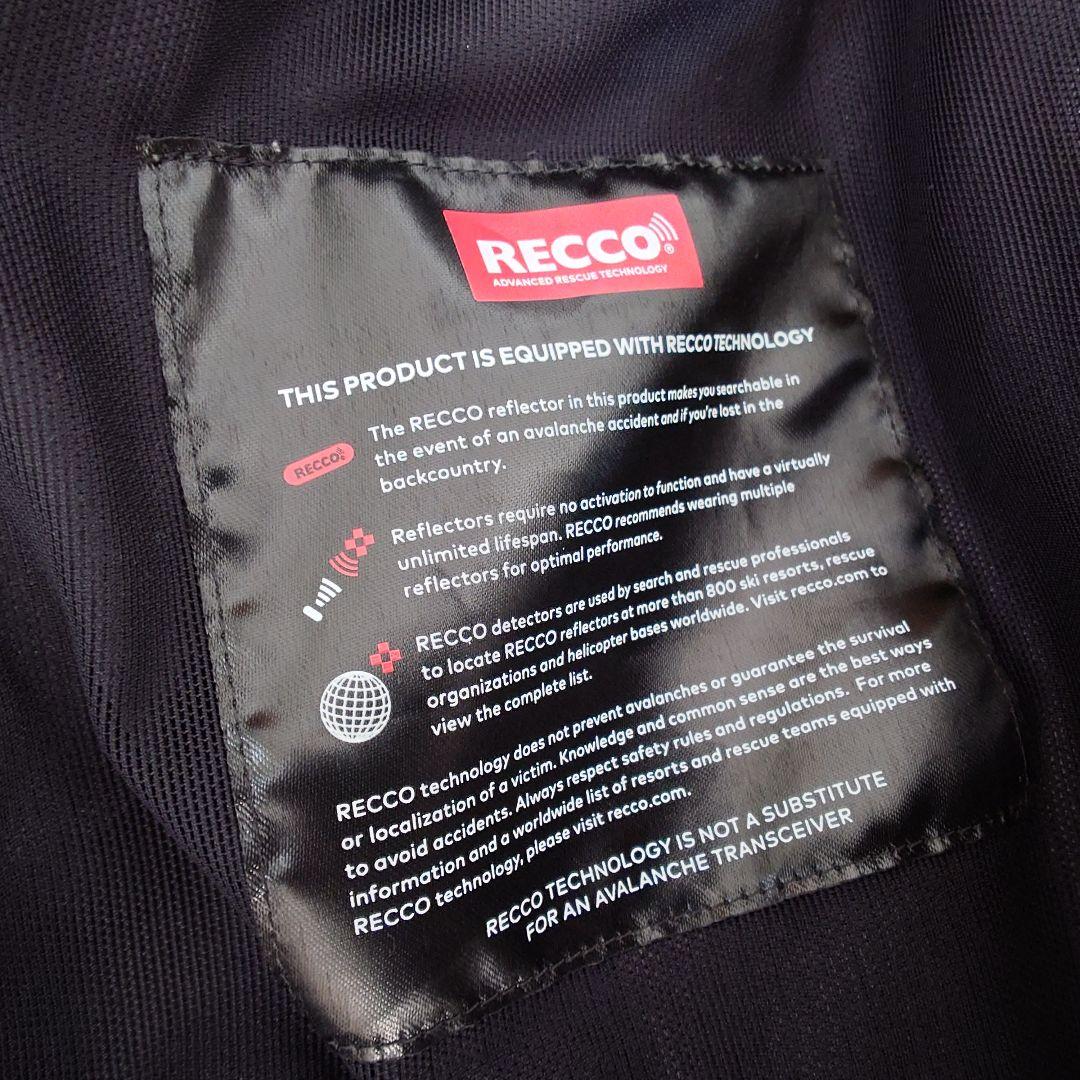 RECCO®
ADVANCED RESCUE TECHNOLOGY
THIS PRODUCT IS EQUIPPED WITH RECCO TECHNOLOGY
RECCO
The RECCO reflector in this product makes you searchable in
the event of an avalanche accident and if you're lost in the
backcountry.
Reflectors require no activation to function and have a virtually
unlimited lifespan. RECCO recommends wearing multiple
reflectors for optimal performance.
RECCO detectors are used by search and rescue professionals
to locate RECCO reflectors at more than 800 ski resorts, rescue
organizations and helicopter bases worldwide. Visit recco.com to
view the complete list.
RECCO technology does not prevent avalanches or guarantee the survival
or localization of a victim. Knowledge and common sense are the best ways
to avoid accidents. Always respect safety rules and regulations. For more
information and a worldwide list of resorts and rescue teams equipped with
RECCO technology, please visit recco.com.
RECCO TECHNOLOGY IS NOT A SUBSTITUTE
FOR AN AVALANCHE TRANSCEIVER